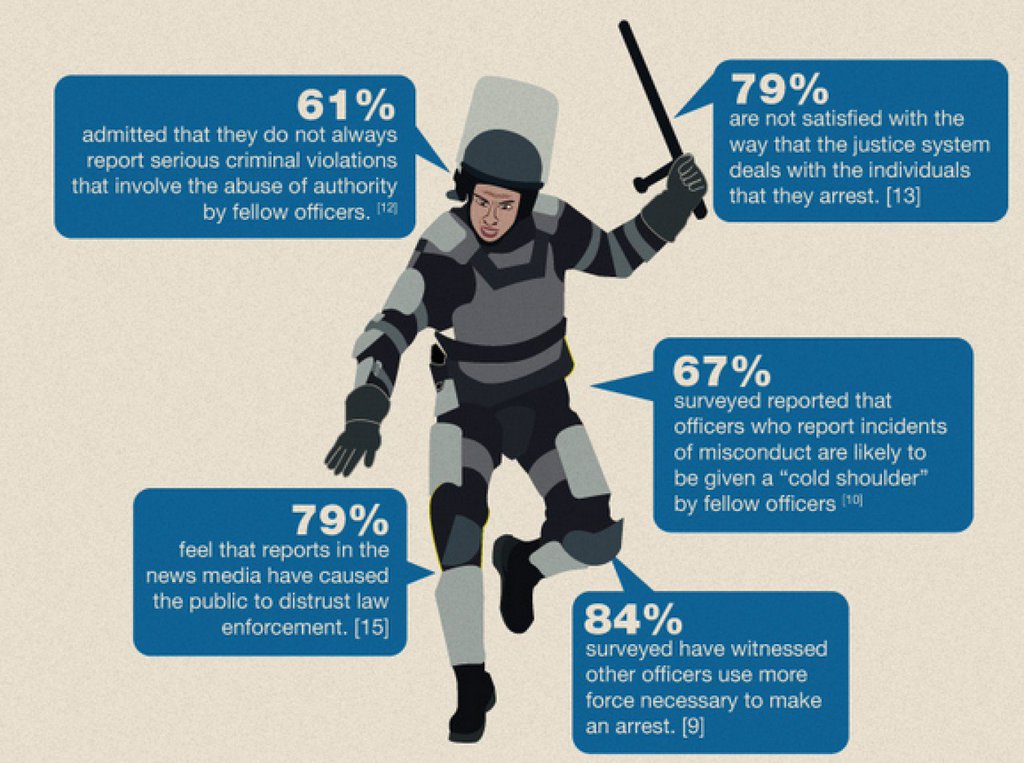 61%
admitted that they do not always
report serious criminal violations
that involve the abuse of authority
by fellow officers. [12]
79%
are not satisfied with the
way that the justice system
deals with the individuals
that they arrest. [13]
67%
surveyed reported that
officers who report incidents
of misconduct are likely to
be given a “cold shoulder”
by fellow officers [10]
79%
feel that reports in the
news media have caused
the public to distrust law
enforcement. [15]
84%
surveyed have witnessed
other officers use more
force necessary to make
an arrest. [9]